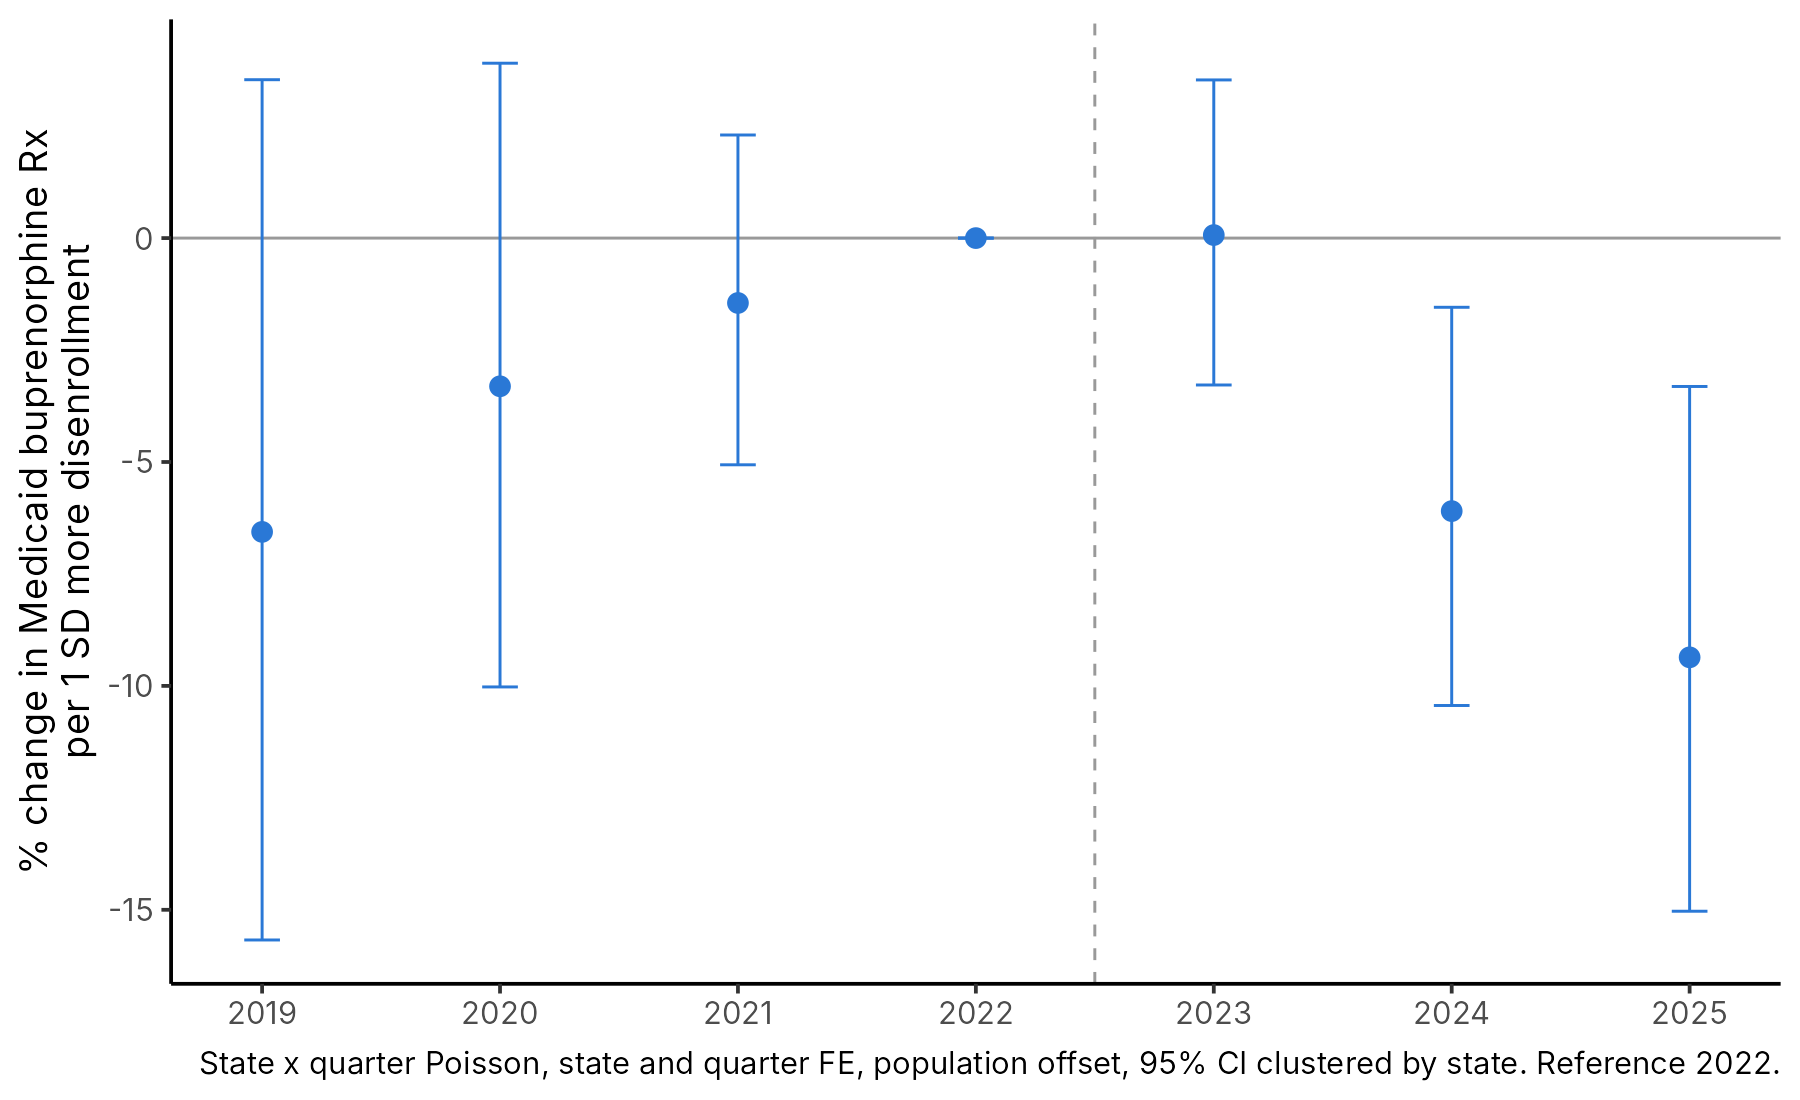 % change in Medicaid buprenorphine Rx
per 1 SD more disenrollment
0
-5
-10
-15
2019 2020 2021 2022 2023 2024 2025
State x quarter Poisson, state and quarter FE, population offset, 95% CI clustered by state. Reference 2022.